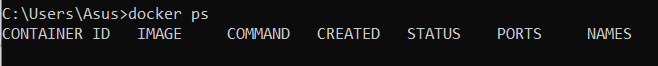 C:\Users\Asus>docker ps
CONTAINER ID   IMAGE     COMMAND   CREATED   STATUS    PORTS     NAMES